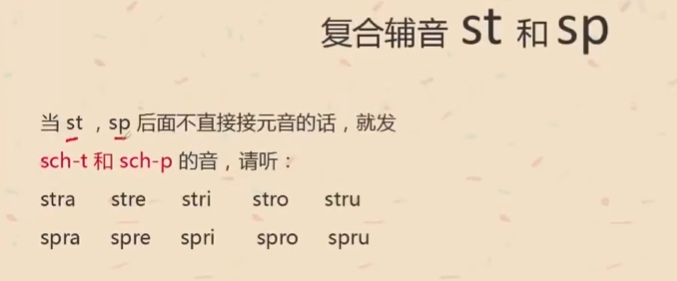 复合辅音 st 和 sp
当 st ，sp 后面不直接接元音的话，就发
sch-t 和 sch-p 的音，请听：
stra stre stri stro stru
spra spre spri spro spru